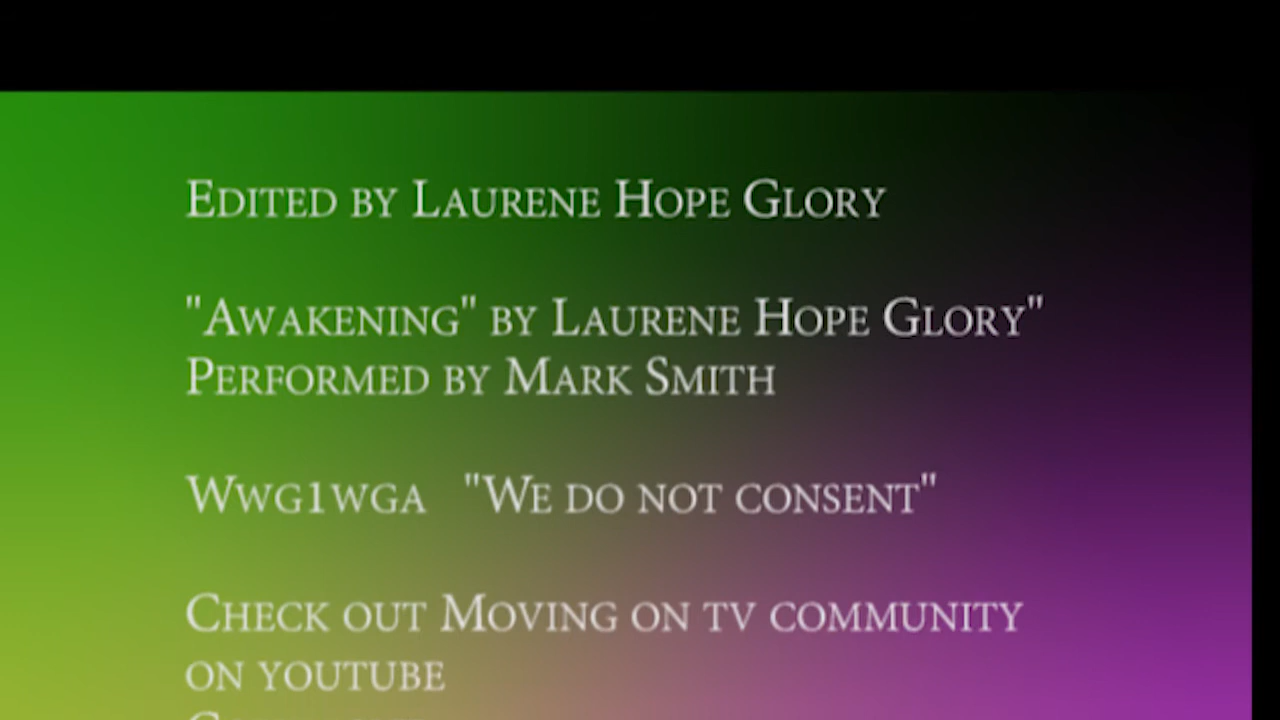 Edited by Laurene Hope Glory
"Awakening" by Laurene Hope Glory"
Performed by Mark Smith
Wwg1wga "We do not consent"
Check out Moving on tv community
on youtube